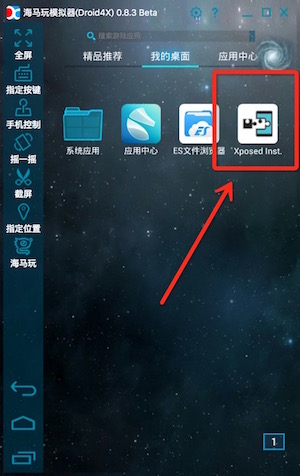 海马玩模拟器(Droid4X) 0.8.3 Beta
搜索游戏应用
精品推荐 我的桌面 应用中心
全屏
指定按键
手机控制
摇一摇
截屏
指定位置
海马玩
系统应用 应用中心 ES文件浏览器 Xposed Inst.
ES
1